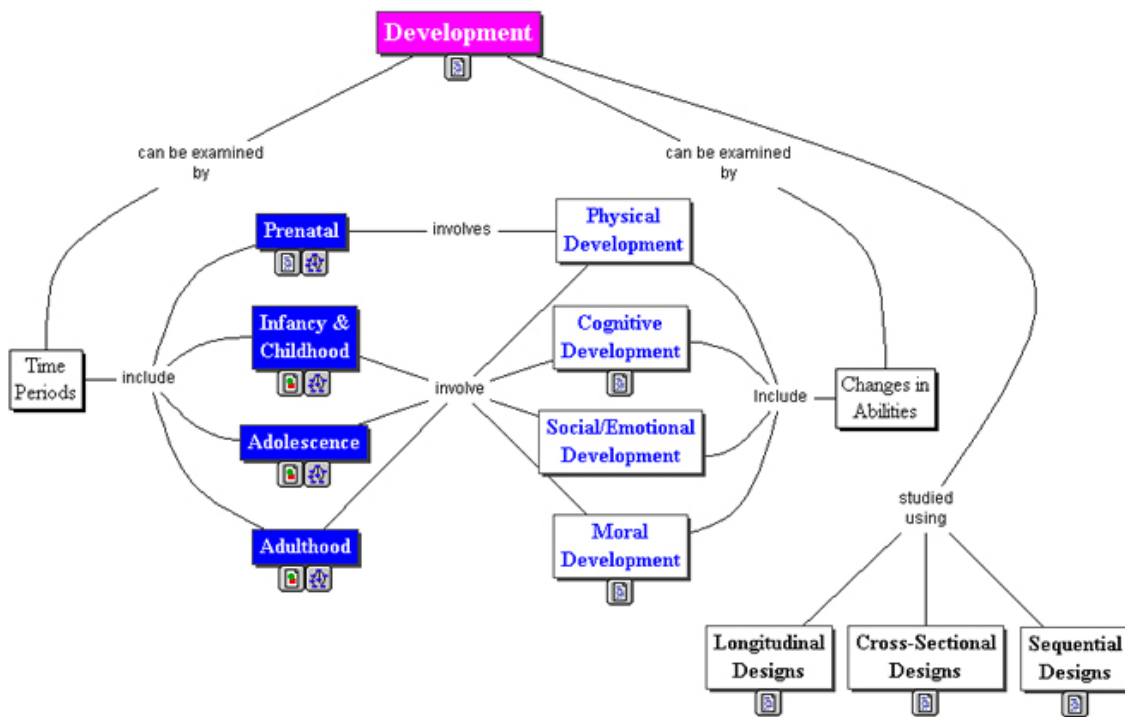 Development
can be examined
by
can be examined
by
Prenatal
involves
Physical
Development
Infancy &
Childhood
Cognitive
Development
Time
Periods
include
involve
Include
Changes in
Abilities
Adolescence
Social/Emotional
Development
Adulthood
Moral
Development
studied
using
Longitudinal
Designs
Cross-Sectional
Designs
Sequential
Designs